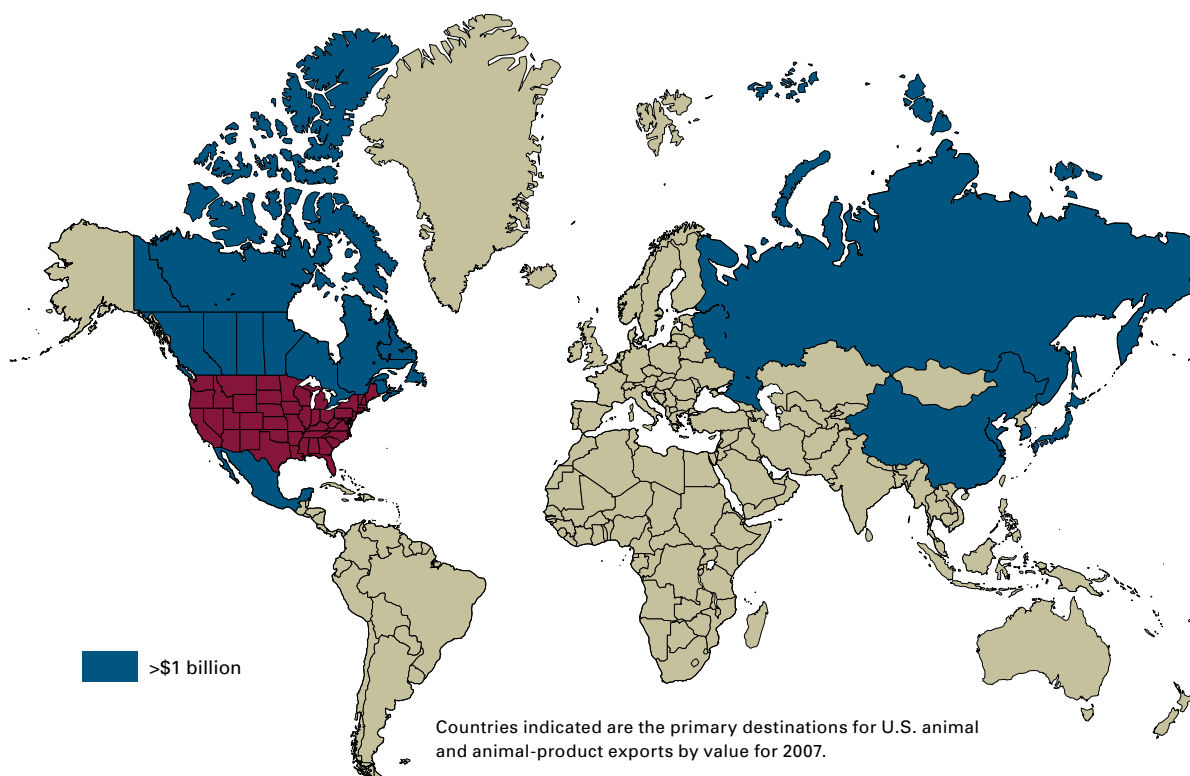 >$1 billion
Countries indicated are the primary destinations for U.S. animal
and animal-product exports by value for 2007.